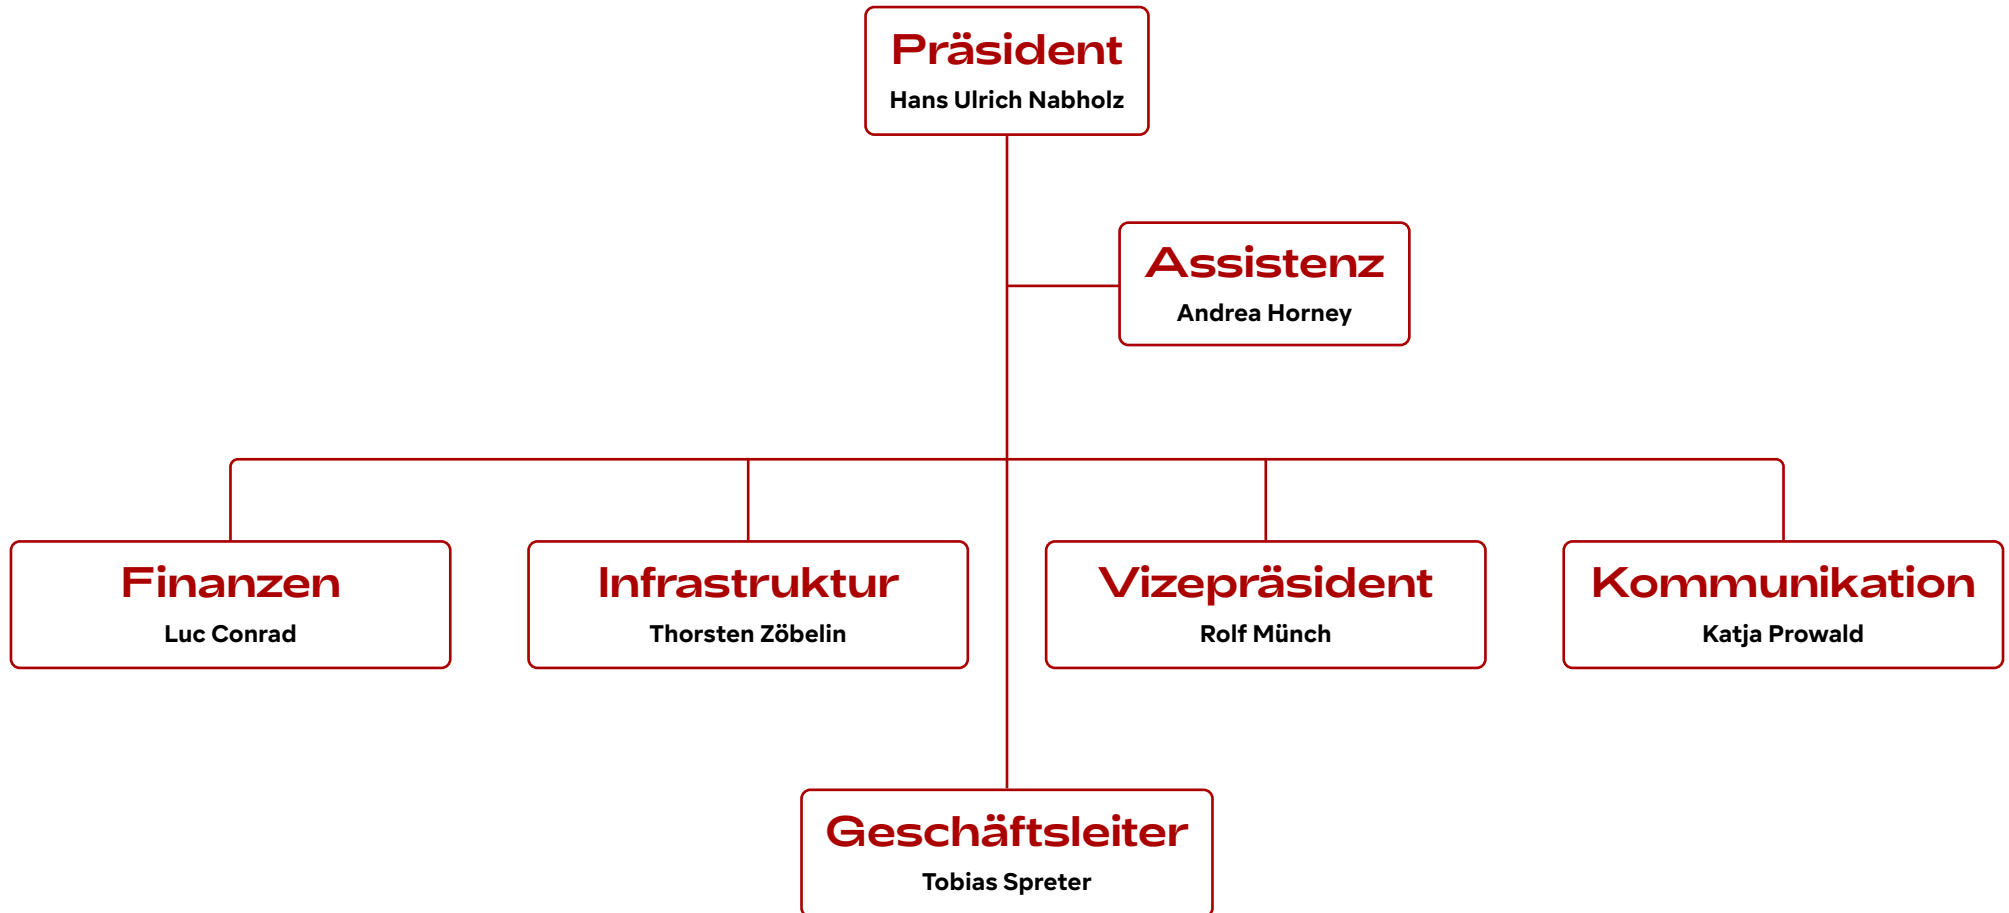 Präsident
Hans Ulrich Nabholz
Assistenz
Andrea Horney
Finanzen
Luc Conrad
Infrastruktur
Thorsten Zöbelin
Vizepräsident
Rolf Münch
Kommunikation
Katja Prowald
Geschäftsleiter
Tobias Spreter